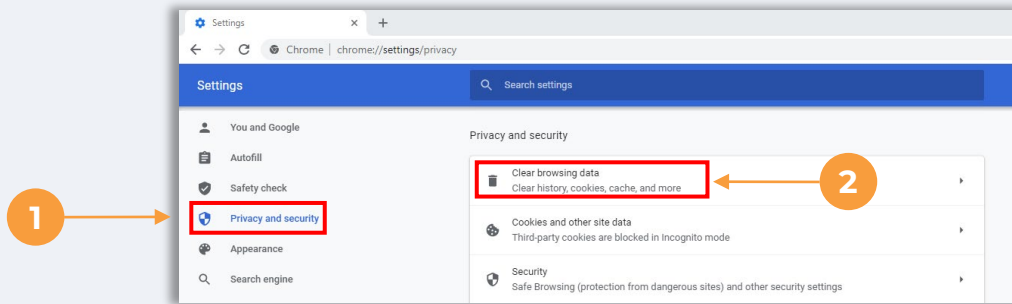 Settings
Chrome | chrome://settings/privacy
Settings
Search settings
You and Google
Autofill
Safety check
Privacy and security
Appearance
Search engine
Privacy and security
Clear browsing data
Clear history, cookies, cache, and more
Cookies and other site data
Third-party cookies are blocked in Incognito mode
Security
Safe Browsing (protection from dangerous sites) and other security settings
1
2